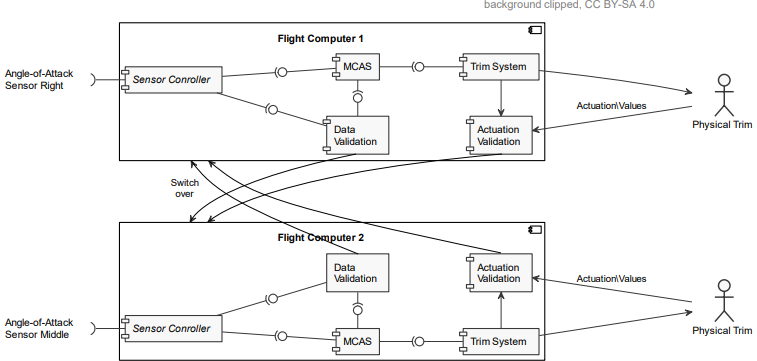 background clipped, CC BY-SA 4.0
Flight Computer 1
Angle-of-Attack
Sensor Right
Sensor Conroller
MCAS
Trim System
Data
Validation
Actuation
Validation
Actuation\Values
Physical Trim
Switch
over
Flight Computer 2
Data
Validation
Actuation
Validation
Actuation\Values
Angle-of-Attack
Sensor Middle
Sensor Conroller
MCAS
Trim System
Physical Trim